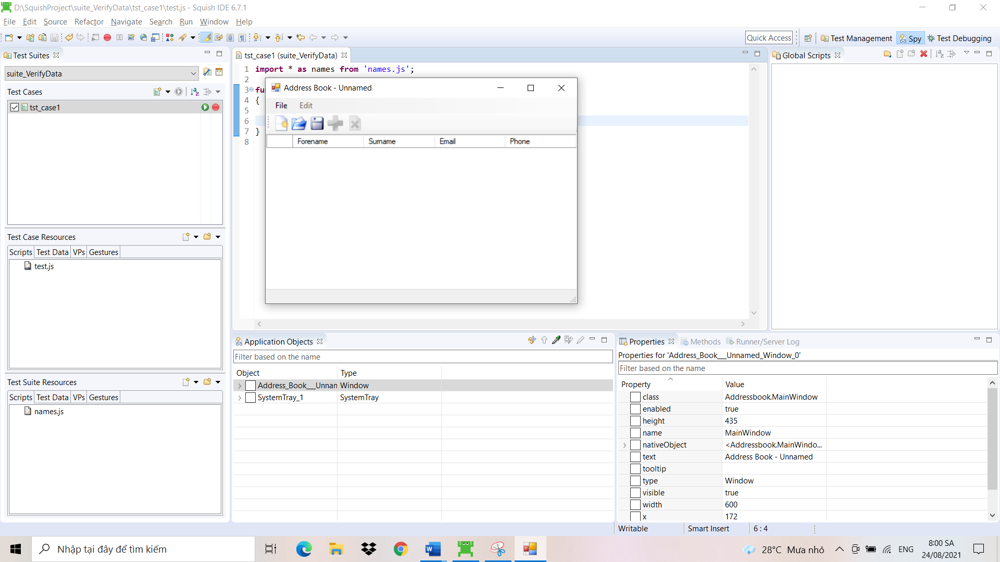 D:\SquishProject\suite_VerifyData\tst_case1\test.js - Squish IDE 6.7.1
File Edit Source Refactor Navigate Search Run Window Help
Quick Access Test Management Spy Test Debugging
Test Suites
suite_VerifyData
Test Cases
tst_case1
Test Case Resources
Scripts Test Data VPs Gestures
test.js
Test Suite Resources
Scripts Test Data VPs Gestures
names.js
tst_case1 (suite_VerifyData)
1 import * as names from 'names.js';
2
3 fu
4 {
5
6
7 }
8
Address Book - Unnamed
File Edit
Forename Surname Email Phone
Global Scripts
Application Objects
Filter based on the name
Object Type
Address_Book___Unnan Window
SystemTray_1 SystemTray
Properties Methods Runner/Server Log
Properties for 'Address_Book___Unnamed_Window_0'
Filter based on the name
Property Value
class Addressbook.MainWindow
enabled true
height 435
name MainWindow
nativeObject <Addressbook.MainWindo...
text Address Book - Unnamed
tooltip
type Window
visible true
width 600
x 172
Writable Smart Insert 6 : 4
Nhập tại đây để tìm kiếm
28°C Mưa nhỏ ENG
8:00 SA
24/08/2021